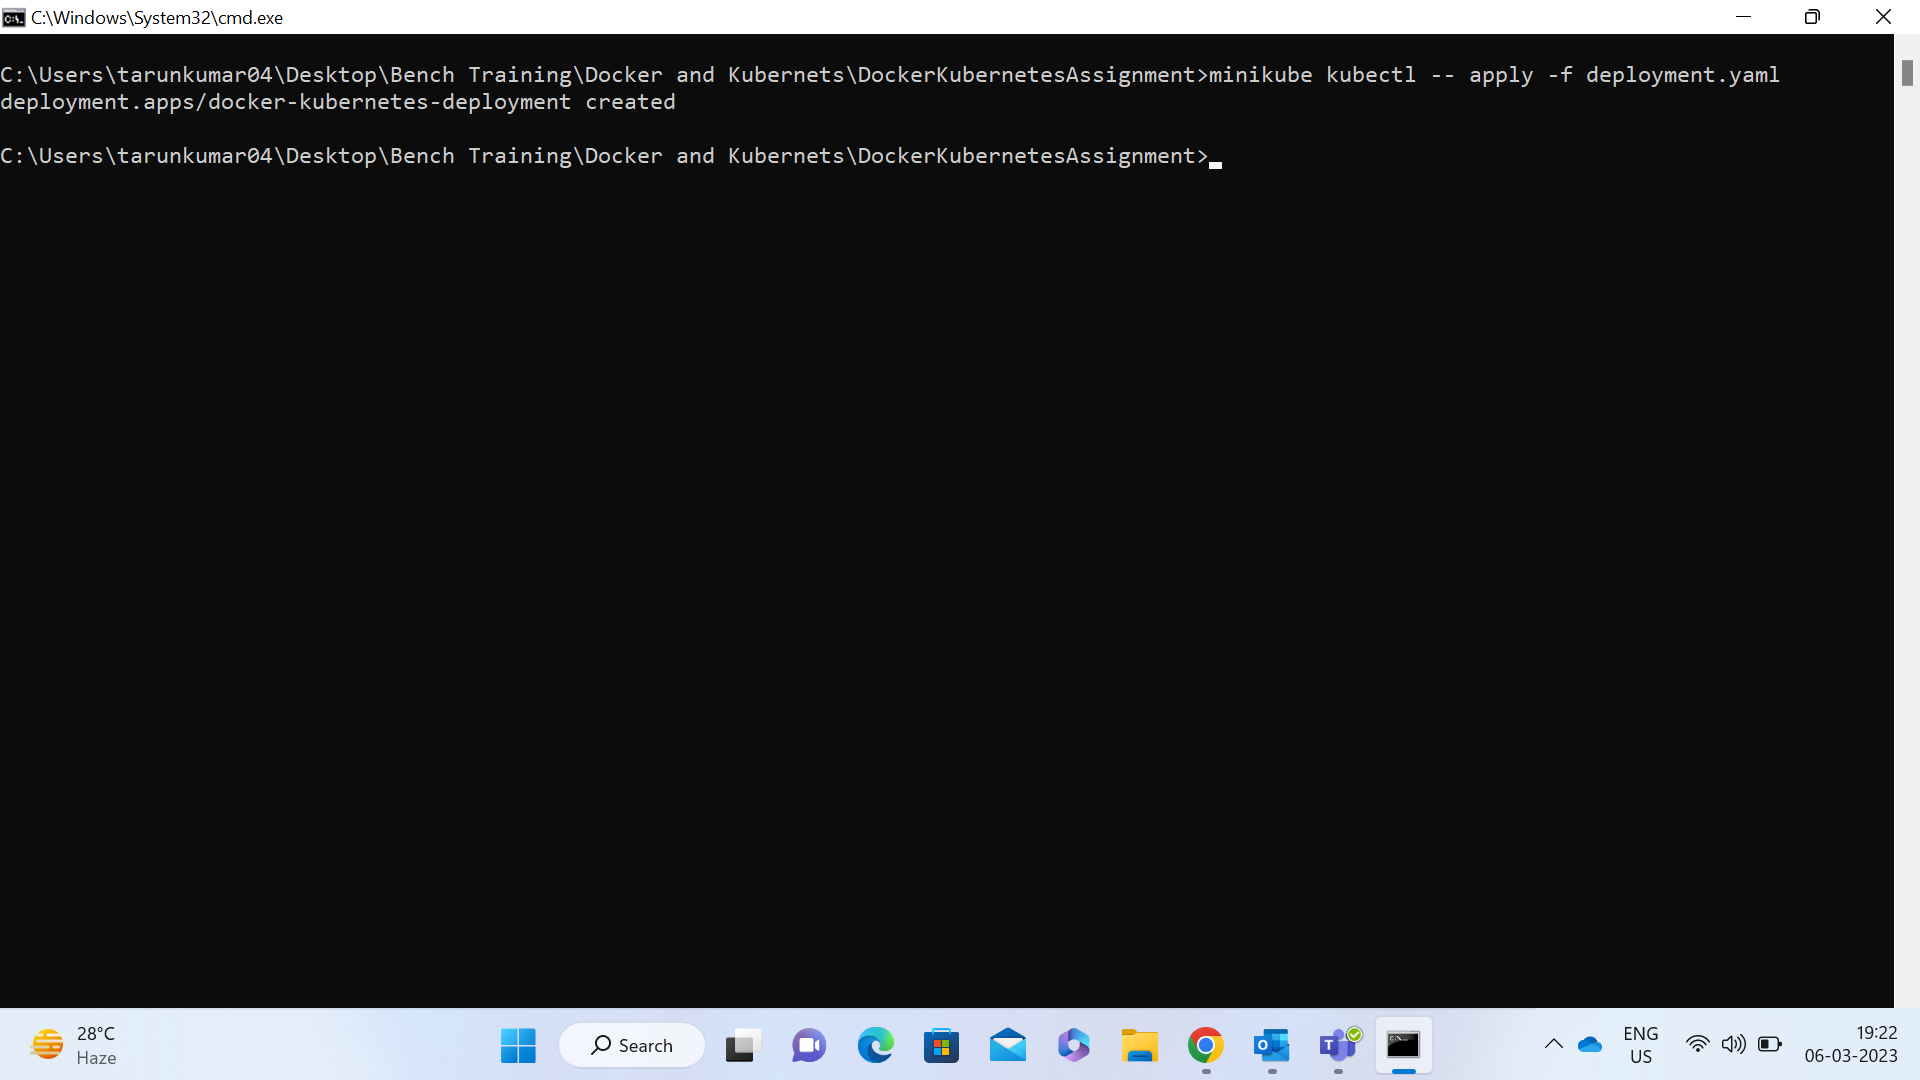 C:\Windows\System32\cmd.exe
C:\Users\tarunkumar04\Desktop\Bench Training\Docker and Kubernets\DockerKubernetesAssignment>minikube kubectl -- apply -f deployment.yaml
deployment.apps/docker-kubernetes-deployment created
C:\Users\tarunkumar04\Desktop\Bench Training\Docker and Kubernets\DockerKubernetesAssignment>
28°C
Haze
Search
ENG
US
19:22
06-03-2023